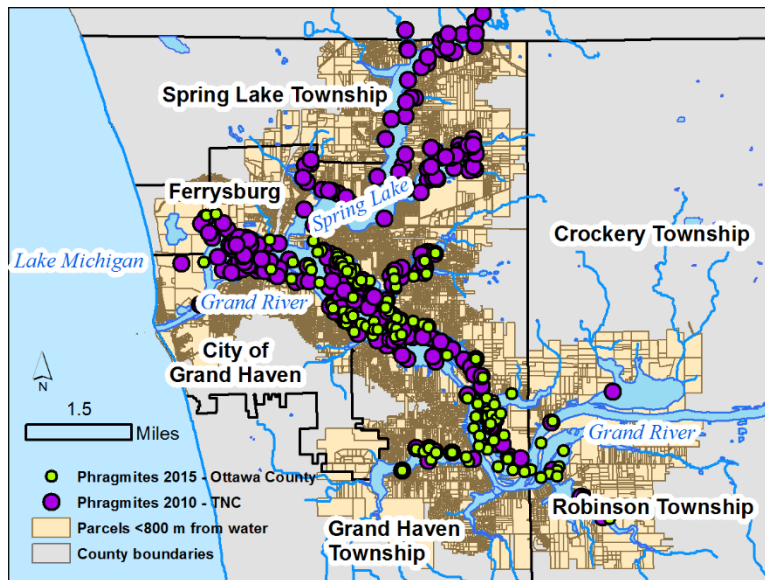 Spring Lake Township
Ferrysburg
Spring Lake
Crockery Township
Lake Michigan
Grand River
City of
Grand Haven
N
1.5
Miles
Grand River
Phragmites 2015 - Ottawa County
Phragmites 2010 - TNC
Parcels <800 m from water
County boundaries
Robinson Township
Grand Haven
Township